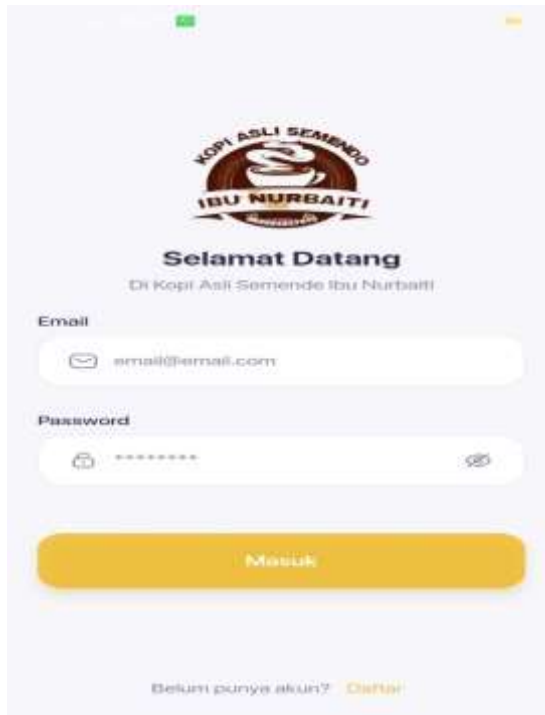 KOPI ASLI SEMENDO
IBU NURBAITI
Selamat Datang
Di Kopi Asli Semende Ibu Nurbaiti
Email
email@email.com
Password
********
Masuk
Belum punya akun? Daftar